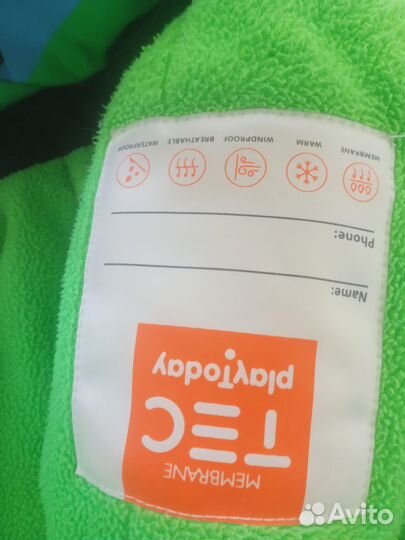 MEMBRANE
TEC
playToday
Name:
Phone:
MEMBRANE WARM WINDPROOF BREATHABLE WATERPROOF
Avito